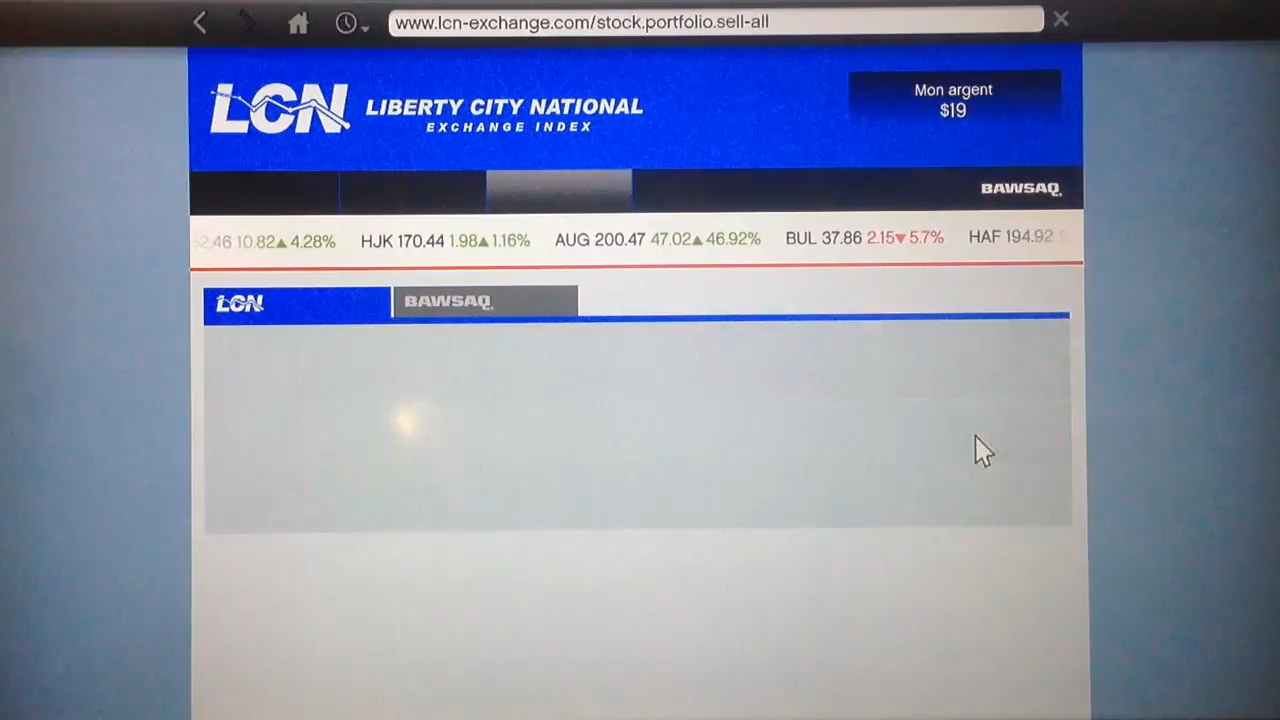 www.lcn-exchange.com/stock.portfolio.sell-all
LCN LIBERTY CITY NATIONAL
EXCHANGE INDEX
Mon argent
$19
BAWSAQ
2.46 10.82▲4.28% HJK 170.44 1.98▲1.16% AUG 200.47 47.02▲46.92% BUL 37.86 2.15▼5.7% HAF 194.92
LCN BAWSAQ